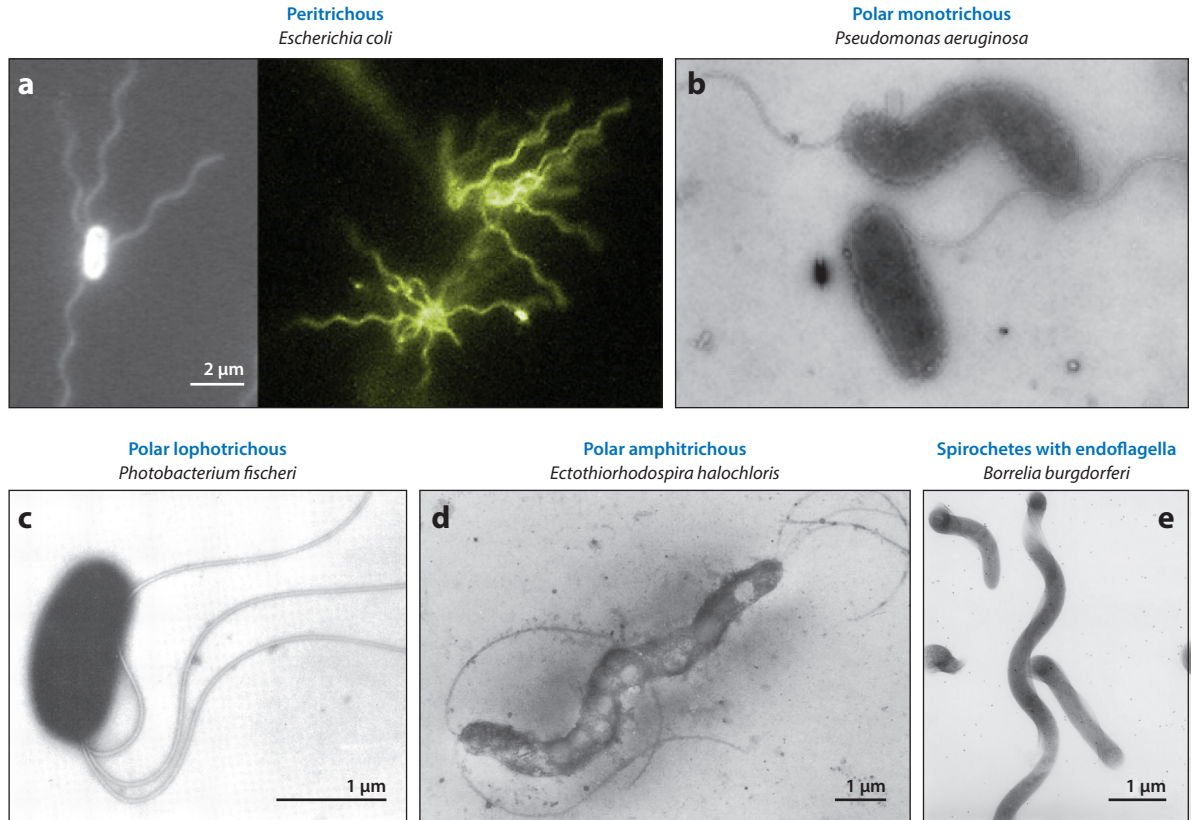 Peritrichous
Escherichia coli
Polar monotrichous
Pseudomonas aeruginosa
a
2 µm
b
Polar lophotrichous
Photobacterium fischeri
Polar amphitrichous
Ectothiorhodospira halochloris
Spirochetes with endoflagella
Borrelia burgdorferi
c
1 µm
d
1 µm
e
1 µm